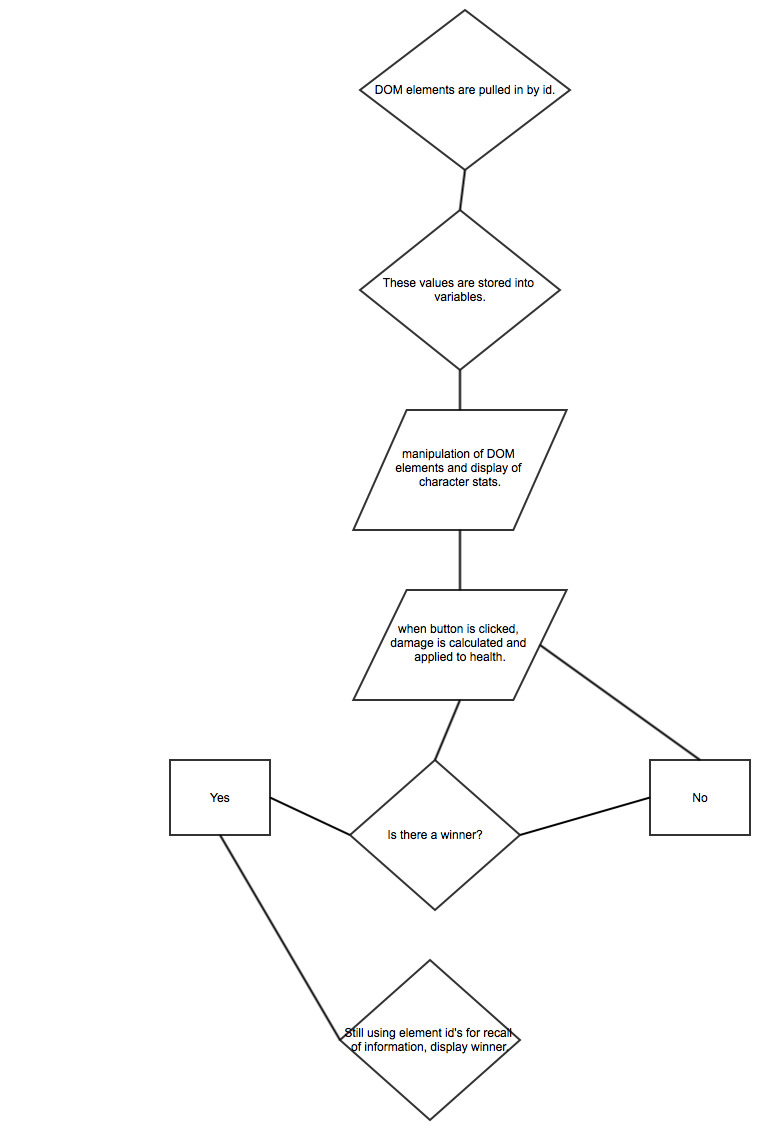 DOM elements are pulled in by id.
These values are stored into
variables.
manipulation of DOM
elements and display of
character stats.
when button is clicked,
damage is calculated and
applied to health.
Yes
Is there a winner?
No
Still using element id's for recall
of information, display winner.